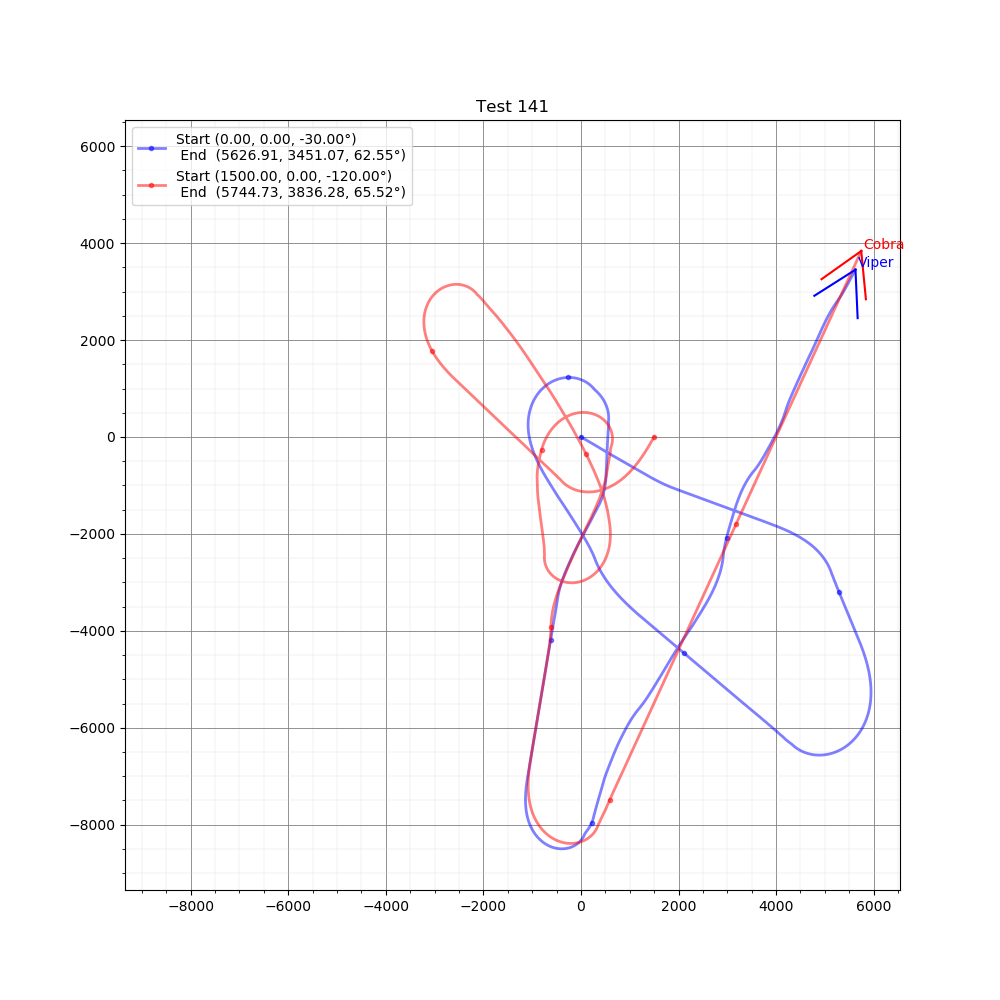 Test 141
Start (0.00, 0.00, -30.00°)
End (5626.91, 3451.07, 62.55°)
Start (1500.00, 0.00, -120.00°)
End (5744.73, 3836.28, 65.52°)
Cobra
Viper
6000
4000
2000
0
−2000
−4000
−6000
−8000
−8000 −6000 −4000 −2000 0 2000 4000 6000